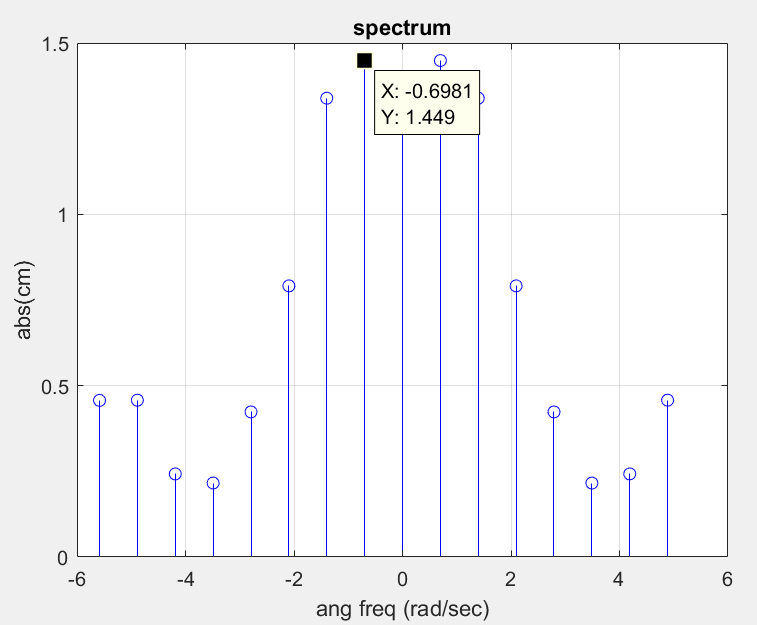 spectrum
1.5
X: -0.6981
Y: 1.449
1
abs(cm)
0.5
0
-6 -4 -2 0 2 4 6
ang freq (rad/sec)